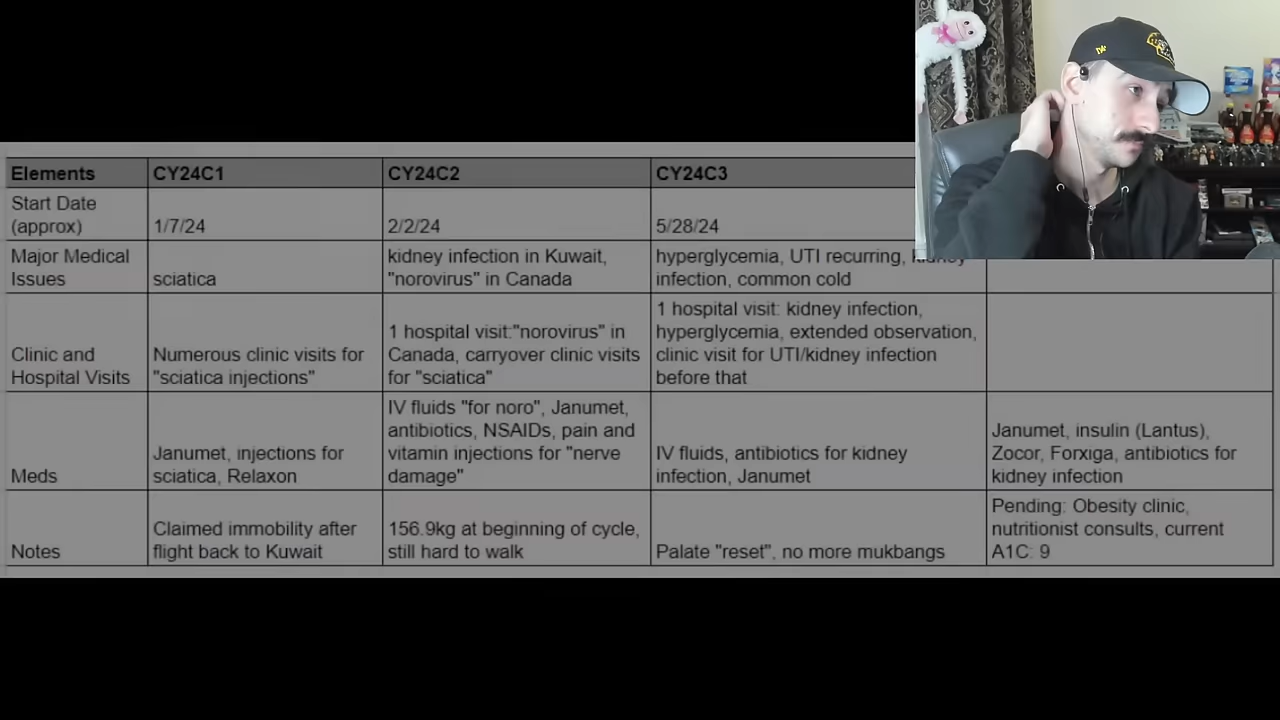 Elements CY24C1 CY24C2 CY24C3
Start Date
(approx) 1/7/24 2/2/24 5/28/24
Major Medical
Issues
sciatica
kidney infection in Kuwait,
"norovirus" in Canada
hyperglycemia, UTI recurring, kidney
infection, common cold
Clinic and
Hospital Visits
Numerous clinic visits for
"sciatica injections"
1 hospital visit:"norovirus" in
Canada, carryover clinic visits
for "sciatica"
1 hospital visit: kidney infection,
hyperglycemia, extended observation,
clinic visit for UTI/kidney infection
before that
Meds
Janumet, injections for
sciatica, Relaxon
IV fluids "for noro", Janumet,
antibiotics, NSAIDs, pain and
vitamin injections for "nerve
damage"
IV fluids, antibiotics for kidney
infection, Janumet
Janumet, insulin (Lantus),
Zocor, Forxiga, antibiotics for
kidney infection
Notes
Claimed immobility after
flight back to Kuwait
156.9kg at beginning of cycle,
still hard to walk
Palate "reset", no more mukbangs
Pending: Obesity clinic,
nutritionist consults, current
A1C: 9